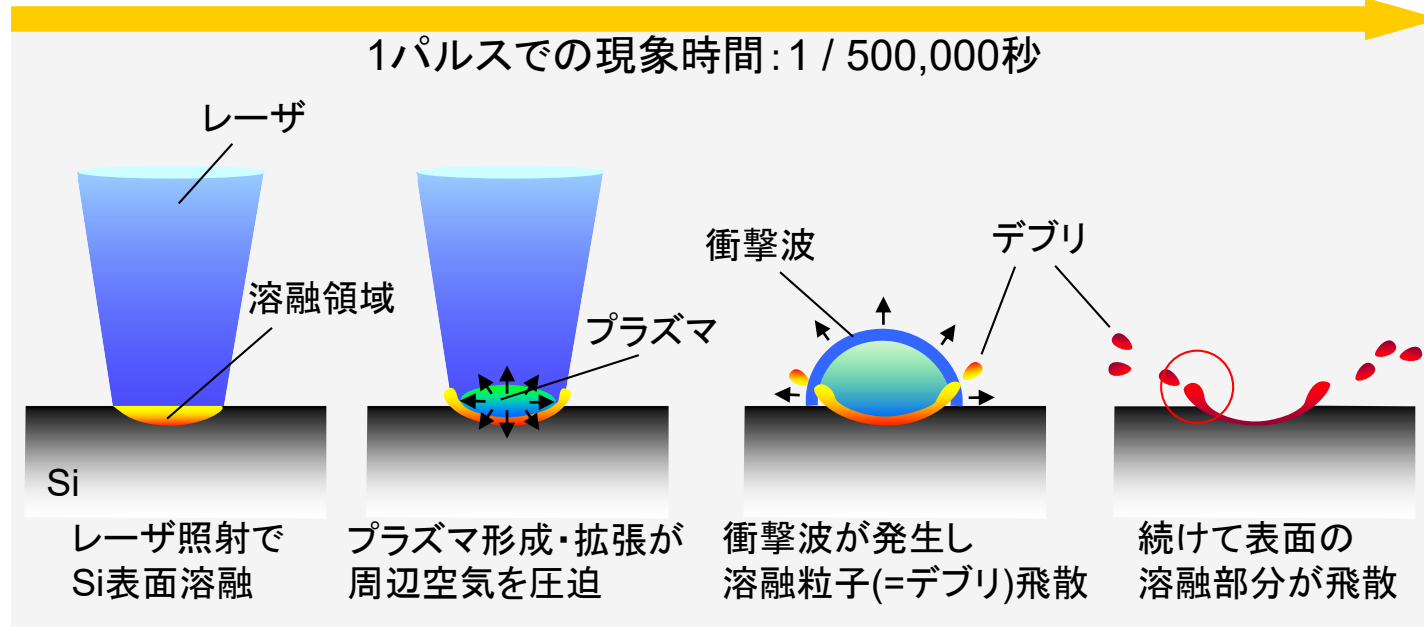 1パルスでの現象時間:1 / 500,000秒
レーザ
溶融領域
プラズマ
衝撃波
デブリ
Si
レーザ照射で
Si表面溶融
プラズマ形成・拡張が
周辺空気を圧迫
衝撃波が発生し
溶融粒子(=デブリ)飛散
続けて表面の
溶融部分が飛散